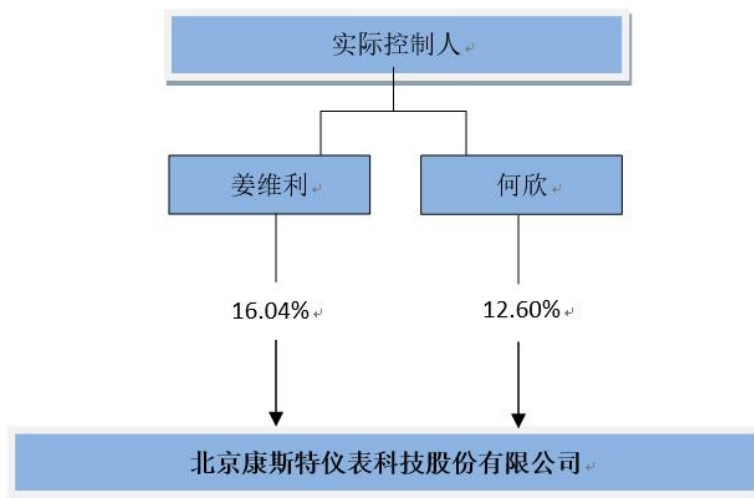 实际控制人
姜维利
何欣
16.04%
12.60%
北京康斯特仪表科技股份有限公司